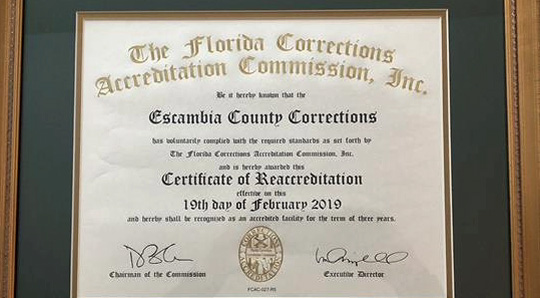 The Florida Corrections
Accreditation Commission, Inc.
Be it hereby known that the
Escambia County Corrections
has voluntarily complied with the required standards as set forth by
The Florida Corrections Accreditation Commission, Inc.
and is hereby awarded this
Certificate of Reaccreditation
effective on this
19th day of February 2019
and hereby shall be recognized as an accredited facility for the term of three years.
Chairman of the Commission
Executive Director